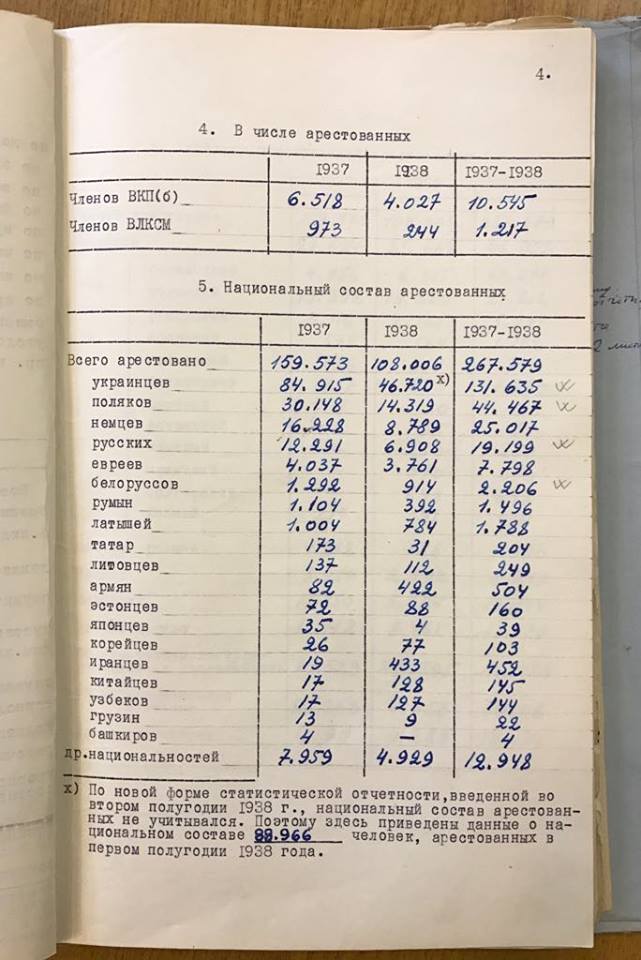 4.
4. В числе арестованных
1937 1938 1937-1938
Членов ВКП(б) 6.518 4.027 10.545
Членов ВЛКСМ 973 244 1.217
5. Национальный состав арестованных
1937 1938 1937-1938
Всего арестовано 159.573 108.006 267.579
украинцев 84.915 46.720 х) 131.635
поляков 30.148 14.319 44.467
немцев 16.228 8.789 25.017
русских 12.291 6.908 19.199
евреев 4.037 3.761 7.798
белоруссов 1.292 914 2.206
румын 1.104 392 1.496
латышей 1.004 784 1.788
татар 173 31 204
литовцев 137 112 249
армян 82 422 504
эстонцев 72 88 160
японцев 35 4 39
корейцев 26 77 103
иранцев 19 433 452
китайцев 17 128 145
узбеков 17 127 144
грузин 13 9 22
башкиров 4 — 4
др.национальностей 7.959 4.929 12.948
х) По новой форме статистической отчетности,введенной во
втором полугодии 1938 г., национальный состав арестован-
ных не учитывался. Поэтому здесь приведены данные о на-
циональном составе 88.966 человек, арестованных в
первом полугодии 1938 года.